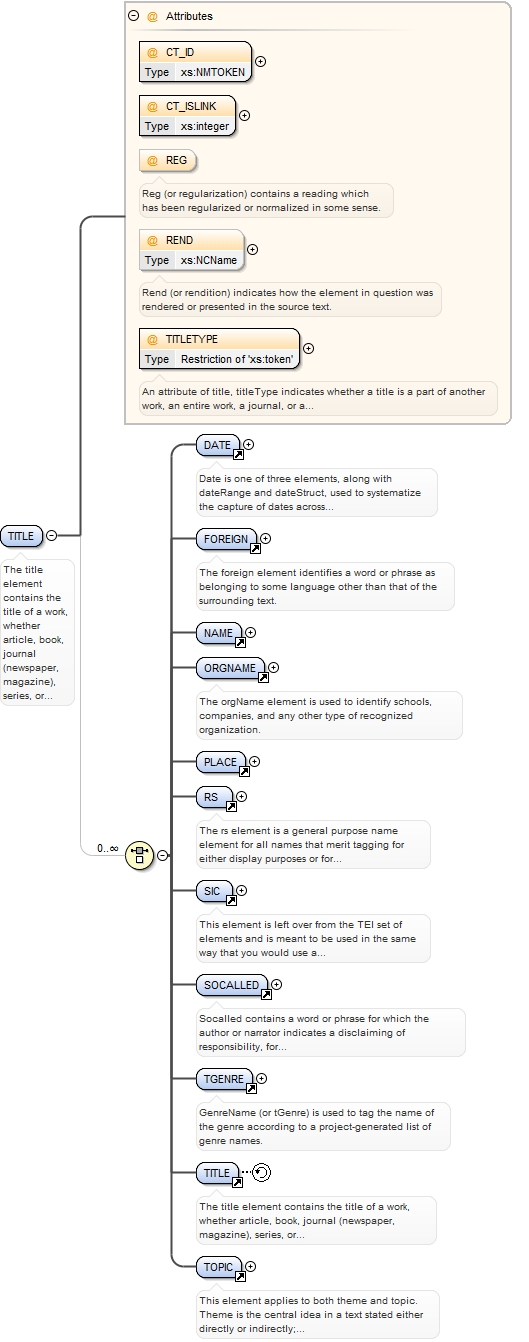 @ Attributes
@ CT_ID
Type xs:NMTOKEN
@ CT_ISLINK
Type xs:integer
@ REG
Reg (or regularization) contains a reading which
has been regularized or normalized in some sense.
@ REND
Type xs:NCName
Rend (or rendition) indicates how the element in question was
rendered or presented in the source text.
@ TITLETYPE
Type Restriction of 'xs:token'
An attribute of title, titleType indicates whether a title is a part of another
work, an entire work, a journal, or a...
TITLE
The title
element
contains the
title of a work,
whether
article, book,
journal
(newspaper,
magazine),
series, or...
0..∞
DATE
Date is one of three elements, along with
dateRange and dateStruct, used to systematize
the capture of dates across...
FOREIGN
The foreign element identifies a word or phrase as
belonging to some language other than that of the
surrounding text.
NAME
ORGNAME
The orgName element is used to identify schools,
companies, and any other type of recognized
organization.
PLACE
RS
The rs element is a general purpose name
element for all names that merit tagging for
either display purposes or for...
SIC
This element is left over from the TEI set of
elements and is meant to be used in the same
way that you would use a...
SOCALLED
Socalled contains a word or phrase for which the
author or narrator indicates a disclaiming of
responsibility, for...
TGENRE
GenreName (or tGenre) is used to tag the name of
the genre according to a project-generated list of
genre names.
TITLE
The title element contains the title of a work,
whether article, book, journal (newspaper,
magazine), series, or...
TOPIC
This element applies to both theme and topic.
Theme is the central idea in a text stated either
directly or indirectly;...